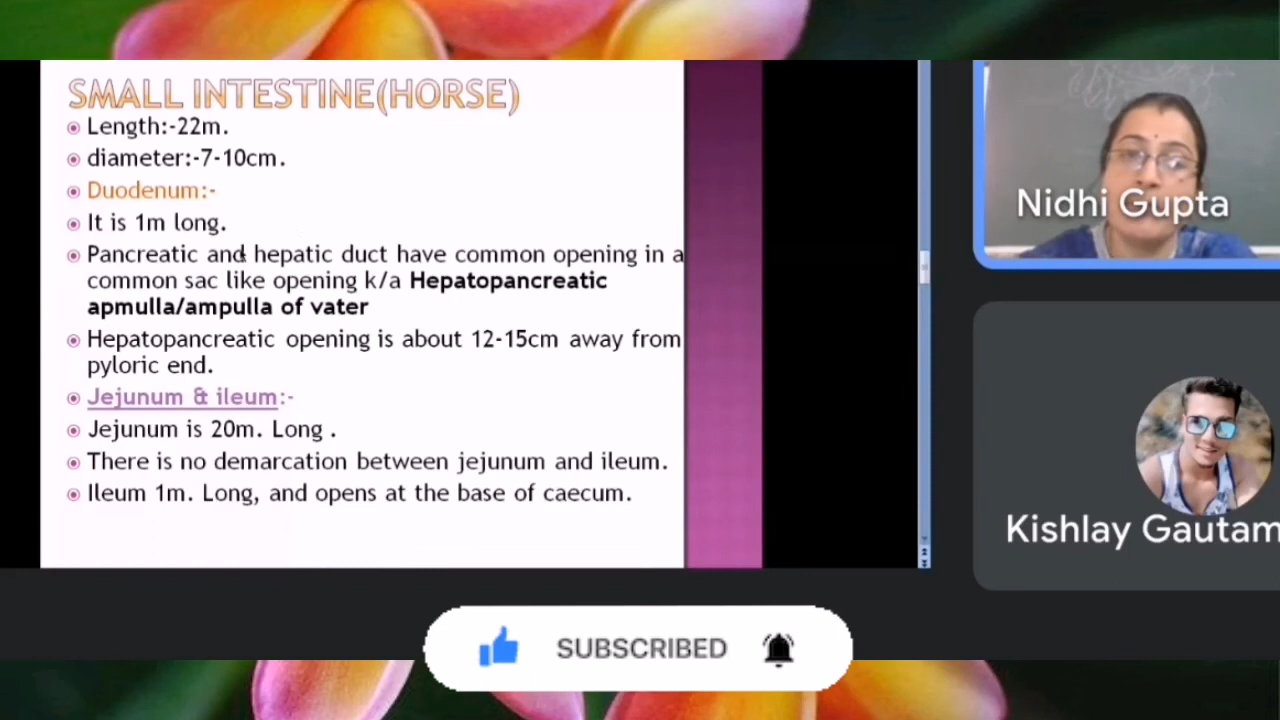 SMALL INTESTINE(HORSE)
Length:-22m.
diameter:-7-10cm.
Duodenum:-
It is 1m long.
Pancreatic and hepatic duct have common opening in a
common sac like opening k/a Hepatopancreatic
apmulla/ampulla of vater
Hepatopancreatic opening is about 12-15cm away from
pyloric end.
Jejunum & ileum:-
Jejunum is 20m. Long .
There is no demarcation between jejunum and ileum.
Ileum 1m. Long, and opens at the base of caecum.
Nidhi Gupta
Kishlay Gautam
SUBSCRIBED